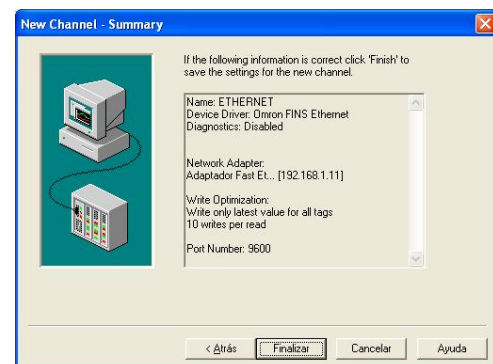 New Channel - Summary
If the following information is correct click 'Finish' to
save the settings for the new channel.
Name: ETHERNET
Device Driver: Omron FINS Ethernet
Diagnostics: Disabled
Network Adapter:
Adaptador Fast Et... [192.168.1.11]
Write Optimization:
Write only latest value for all tags
10 writes per read
Port Number: 9600
< Atrás
Finalizar
Cancelar
Ayuda